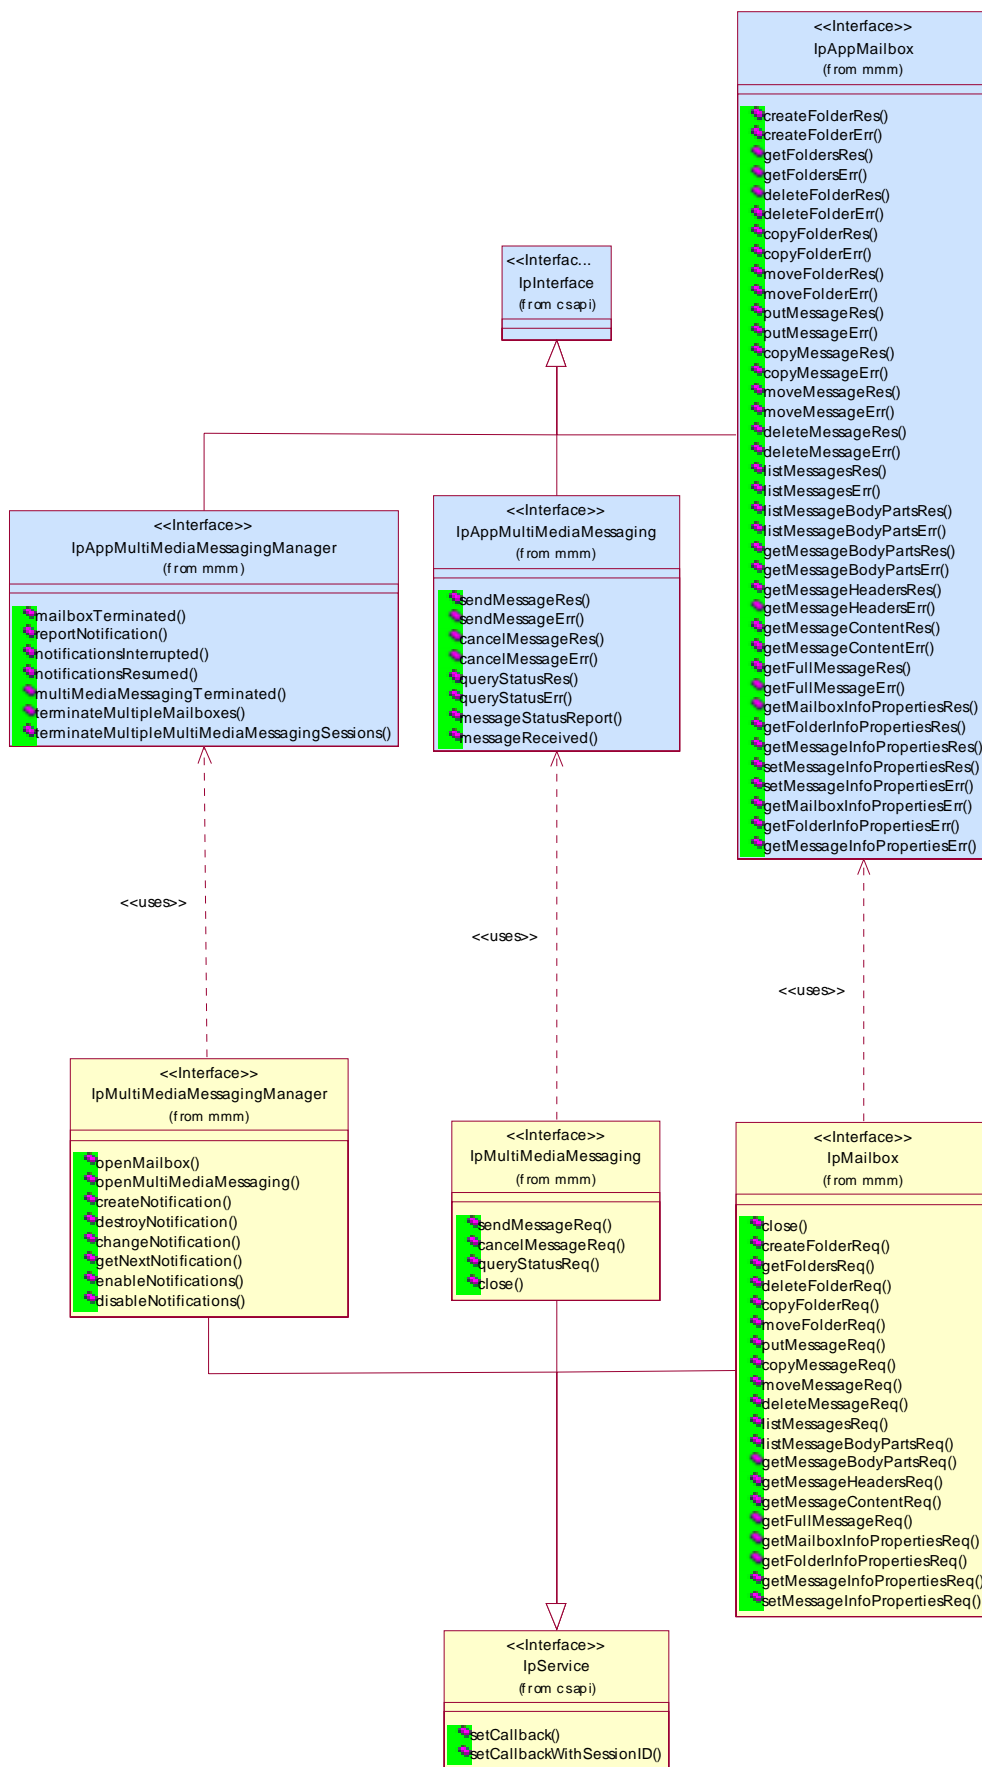 <<Interface>>
IpAppMailbox
(from mmm)
createFolderRes()
createFolderErr()
getFoldersRes()
getFoldersErr()
deleteFolderRes()
deleteFolderErr()
copyFolderRes()
copyFolderErr()
moveFolderRes()
moveFolderErr()
putMessageRes()
putMessageErr()
copyMessageRes()
copyMessageErr()
moveMessageRes()
moveMessageErr()
deleteMessageRes()
deleteMessageErr()
listMessagesRes()
listMessagesErr()
listMessageBodyPartsRes()
listMessageBodyPartsErr()
getMessageBodyPartsRes()
getMessageBodyPartsErr()
getMessageHeadersRes()
getMessageHeadersErr()
getMessageContentRes()
getMessageContentErr()
getFullMessageRes()
getFullMessageErr()
getMailboxInfoPropertiesRes()
getFolderInfoPropertiesRes()
getMessageInfoPropertiesRes()
setMessageInfoPropertiesRes()
setMessageInfoPropertiesErr()
getMailboxInfoPropertiesErr()
getFolderInfoPropertiesErr()
getMessageInfoPropertiesErr()
<<Interfac...
IpInterface
(from csapi)
<<Interface>>
IpAppMultiMediaMessagingManager
(from mmm)
mailboxTerminated()
reportNotification()
notificationsInterrupted()
notificationsResumed()
multiMediaMessagingTerminated()
terminateMultipleMailboxes()
terminateMultipleMultiMediaMessagingSessions()
<<Interface>>
IpAppMultiMediaMessaging
(from mmm)
sendMessageRes()
sendMessageErr()
cancelMessageRes()
cancelMessageErr()
queryStatusRes()
queryStatusErr()
messageStatusReport()
messageReceived()
<<uses>>
<<uses>>
<<uses>>
<<Interface>>
IpMultiMediaMessagingManager
(from mmm)
openMailbox()
openMultiMediaMessaging()
createNotification()
destroyNotification()
changeNotification()
getNextNotification()
enableNotifications()
disableNotifications()
<<Interface>>
IpMultiMediaMessaging
(from mmm)
sendMessageReq()
cancelMessageReq()
queryStatusReq()
close()
<<Interface>>
IpMailbox
(from mmm)
close()
createFolderReq()
getFoldersReq()
deleteFolderReq()
copyFolderReq()
moveFolderReq()
putMessageReq()
copyMessageReq()
moveMessageReq()
deleteMessageReq()
listMessagesReq()
listMessageBodyPartsReq()
getMessageBodyPartsReq()
getMessageHeadersReq()
getMessageContentReq()
getFullMessageReq()
getMailboxInfoPropertiesReq()
getFolderInfoPropertiesReq()
getMessageInfoPropertiesReq()
setMessageInfoPropertiesReq()
<<Interface>>
IpService
(from csapi)
setCallback()
setCallbackWithSessionID()